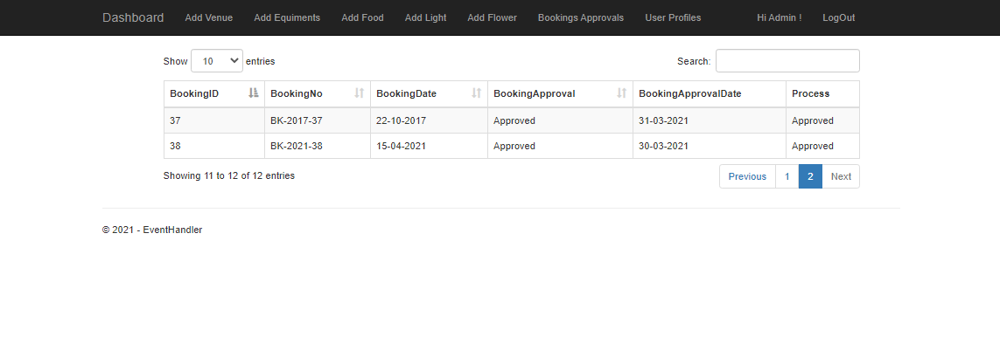 Dashboard Add Venue Add Equiments Add Food Add Light Add Flower Bookings Approvals User Profiles Hi Admin ! LogOut
Show 10 entries Search:
BookingID BookingNo BookingDate BookingApproval BookingApprovalDate Process
37 BK-2017-37 22-10-2017 Approved 31-03-2021 Approved
38 BK-2021-38 15-04-2021 Approved 30-03-2021 Approved
Showing 11 to 12 of 12 entries Previous 1 2 Next
© 2021 - EventHandler